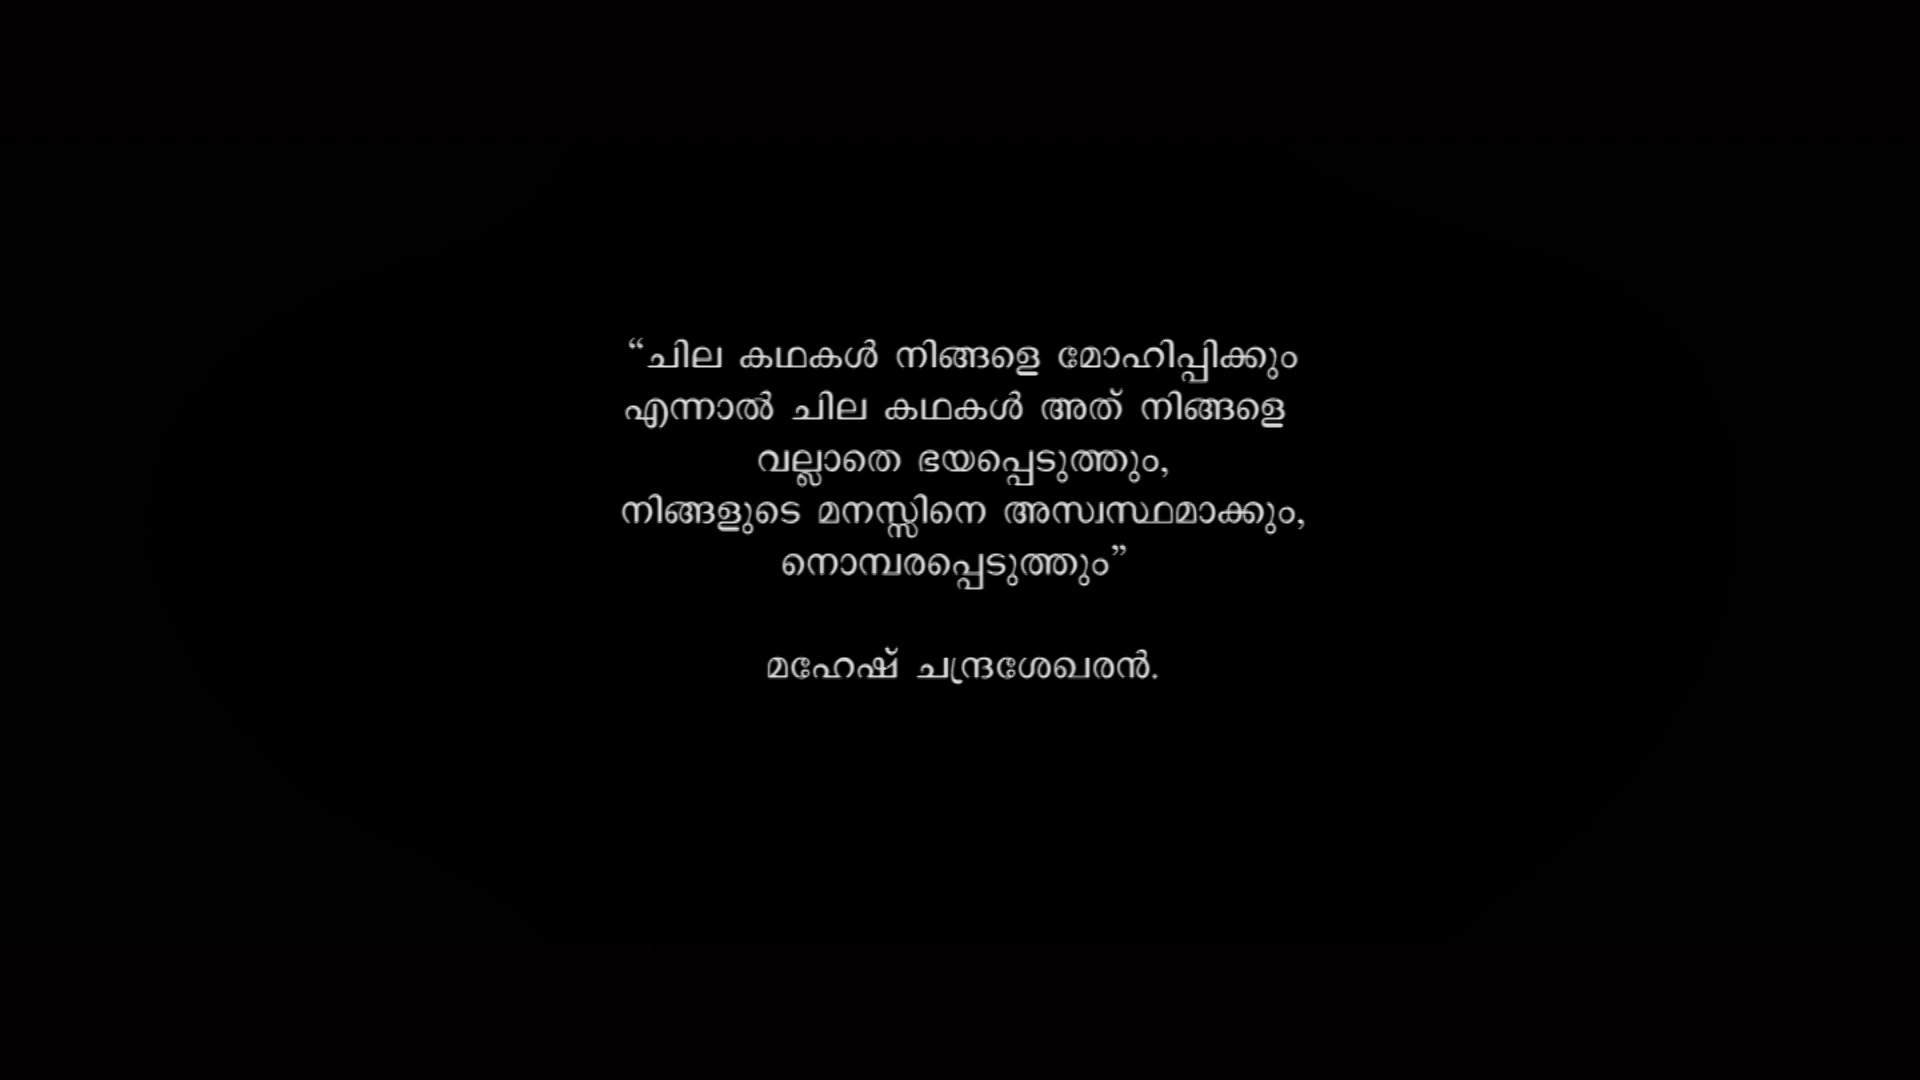 “ചില കഥകൾ നിങ്ങളെ മോഹിപ്പിക്കും
എന്നാൽ ചില കഥകൾ അത് നിങ്ങളെ
വല്ലാതെ ഭയപ്പെടുത്തും,
നിങ്ങളുടെ മനസ്സിനെ അസ്വസ്ഥമാക്കും,
നൊമ്പരപ്പെടുത്തും”
മഹേഷ് ചന്ദ്രശേഖരൻ.